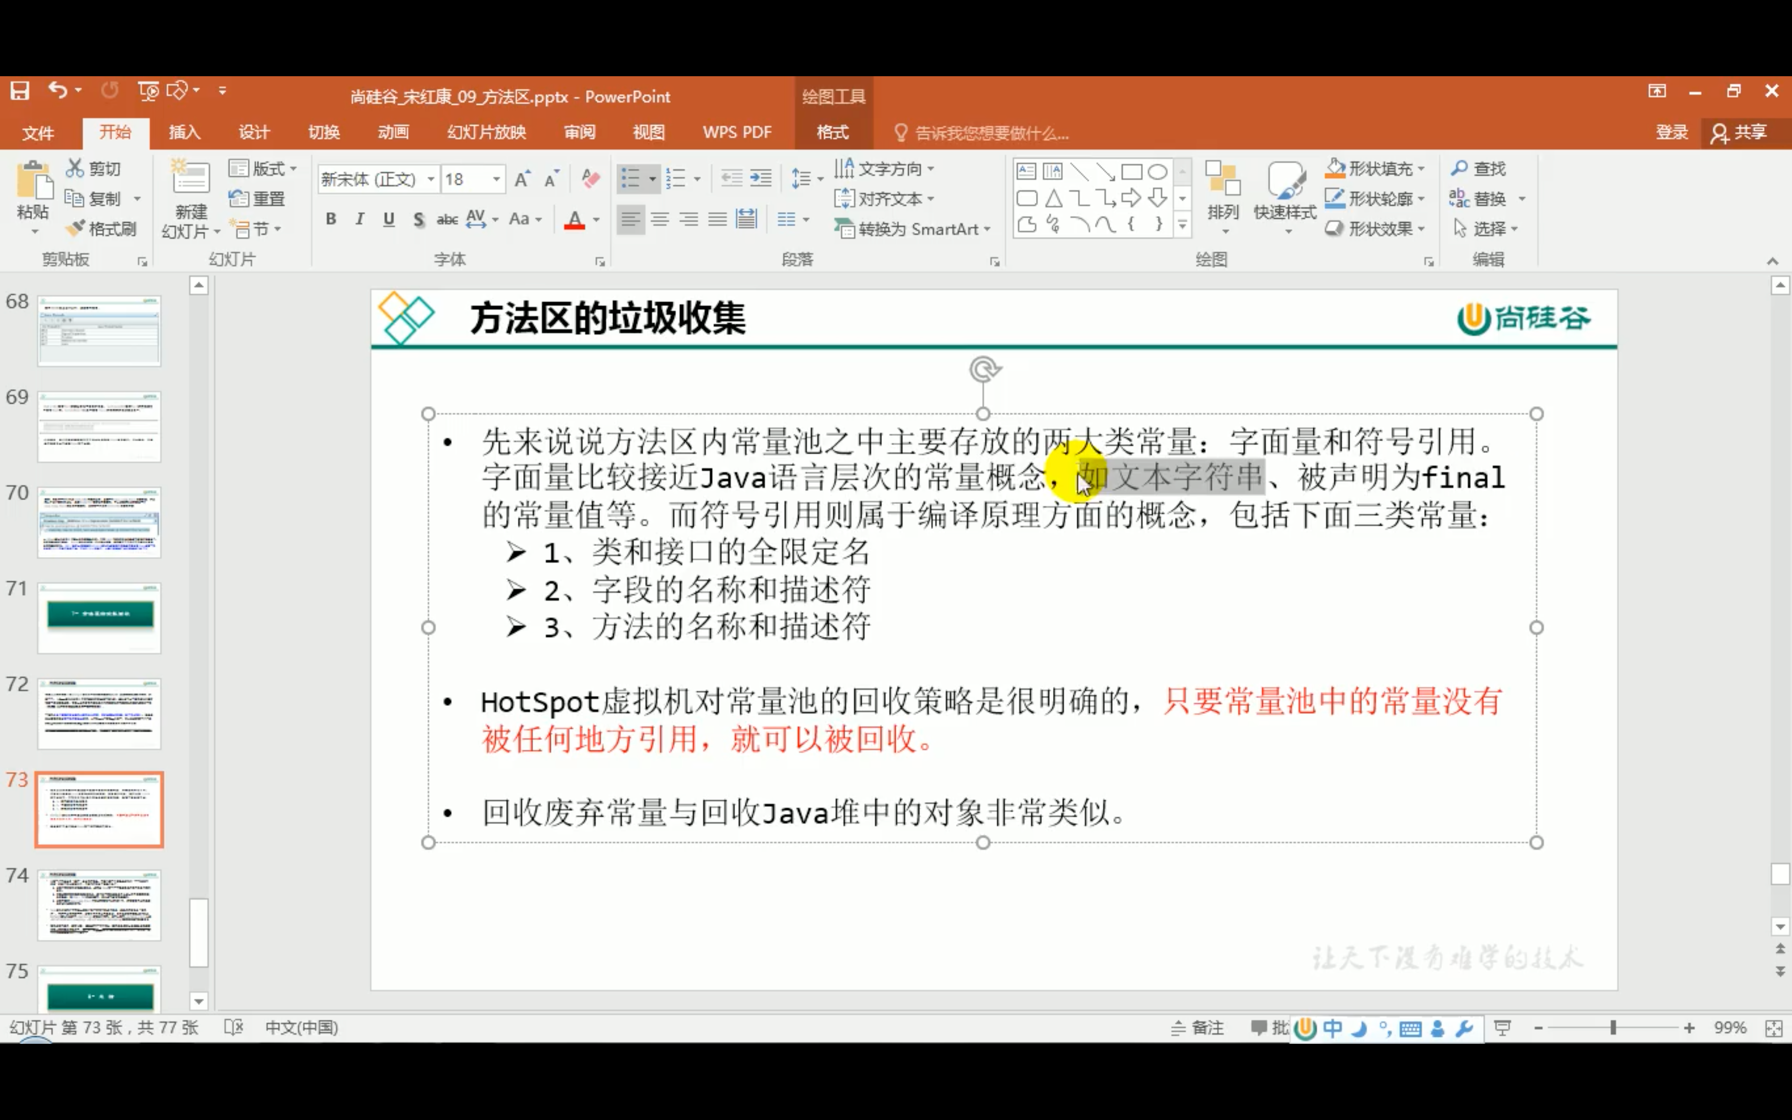 尚硅谷_宋红康_09_方法区.pptx - PowerPoint
绘图工具
文件
开始
插入
设计
切换
动画
幻灯片放映
审阅
视图
WPS PDF
格式
告诉我您想要做什么...
登录
共享
粘贴
剪切
复制
格式刷
剪贴板
新建
幻灯片
版式
重置
节
幻灯片
新宋体 (正文)
18
B I U S abc AV Aa A
字体
段落
文字方向
对齐文本
转换为 SmartArt
排列
快速样式
形状填充
形状轮廓
形状效果
绘图
查找
替换
选择
编辑
68
69
70
71
72
73
74
75
方法区的垃圾收集
尚硅谷
• 先来说说方法区内常量池之中主要存放的两大类常量：字面量和符号引用。
字面量比较接近Java语言层次的常量概念，如文本字符串、被声明为final
的常量值等。而符号引用则属于编译原理方面的概念，包括下面三类常量：
➢ 1、类和接口的全限定名
➢ 2、字段的名称和描述符
➢ 3、方法的名称和描述符
• HotSpot虚拟机对常量池的回收策略是很明确的，只要常量池中的常量没有
被任何地方引用，就可以被回收。
• 回收废弃常量与回收Java堆中的对象非常类似。
让天下没有难学的技术
幻灯片 第 73 张，共 77 张
中文(中国)
备注
批
中
99%